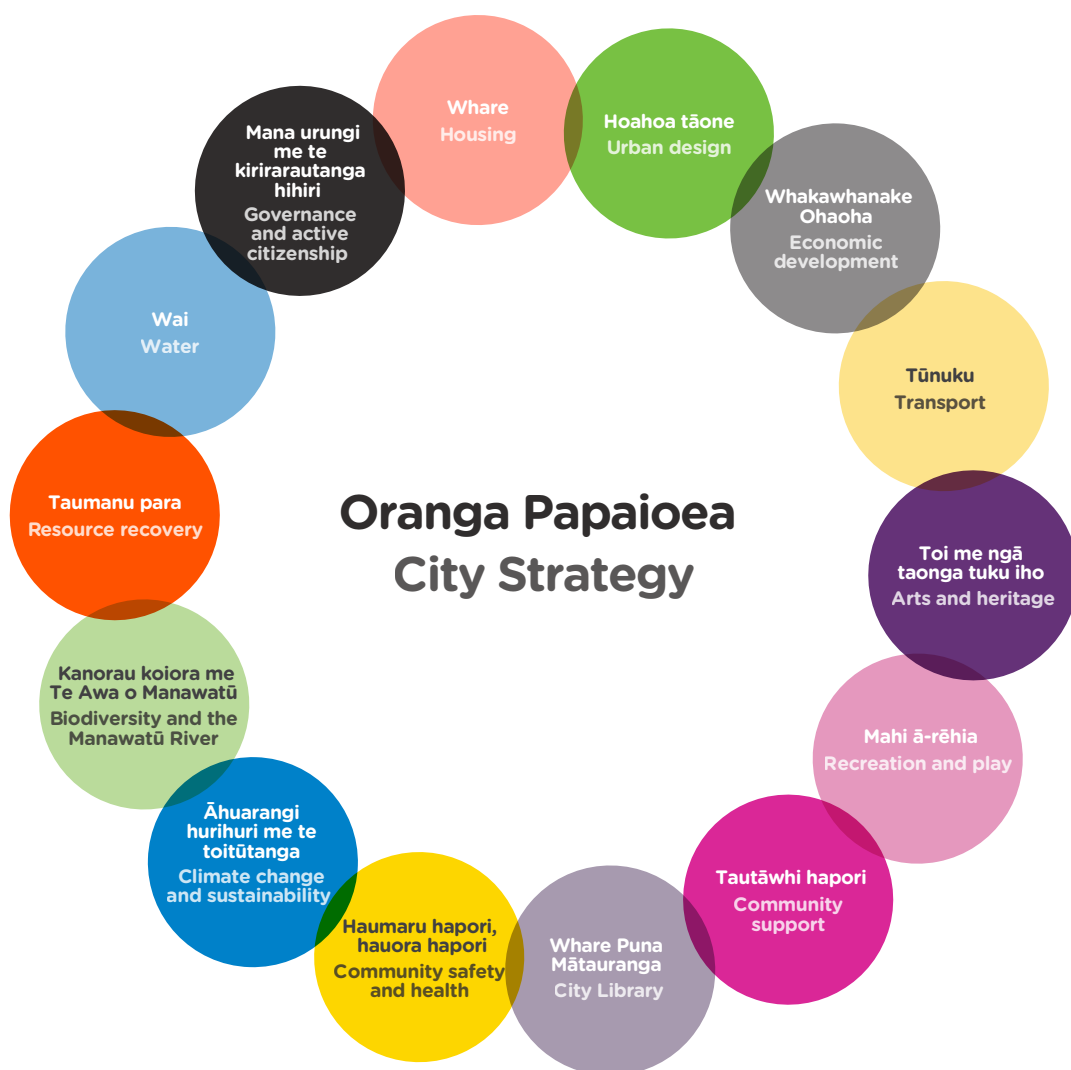 Whare
Housing
Hoahoa tāone
Urban design
Whakawhanake
Ohaoha
Economic
development
Tūnuku
Transport
Toi me ngā
taonga tuku iho
Arts and heritage
Mahi ā-rēhia
Recreation and play
Tautāwhi hapori
Community
support
Whare Puna
Mātauranga
City Library
Haumaru hapori,
hauora hapori
Community safety
and health
Āhuarangi
hurihuri me te
toitūtanga
Climate change
and sustainability
Kanorau koiora me
Te Awa o Manawatū
Biodiversity and the
Manawatū River
Taumanu para
Resource recovery
Wai
Water
Mana urungi
me te
kirirarautanga
hihiri
Governance
and active
citizenship
Oranga Papaioea
City Strategy